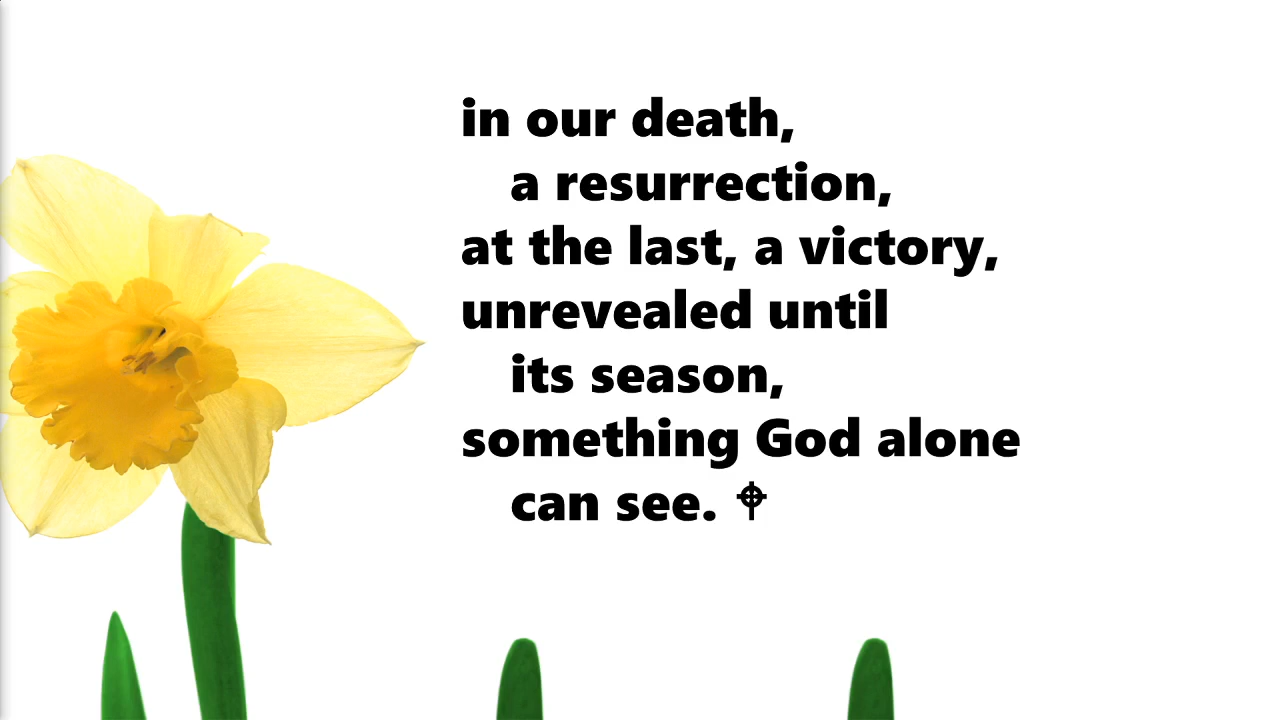 in our death,
a resurrection,
at the last, a victory,
unrevealed until
its season,
something God alone
can see. ⌖